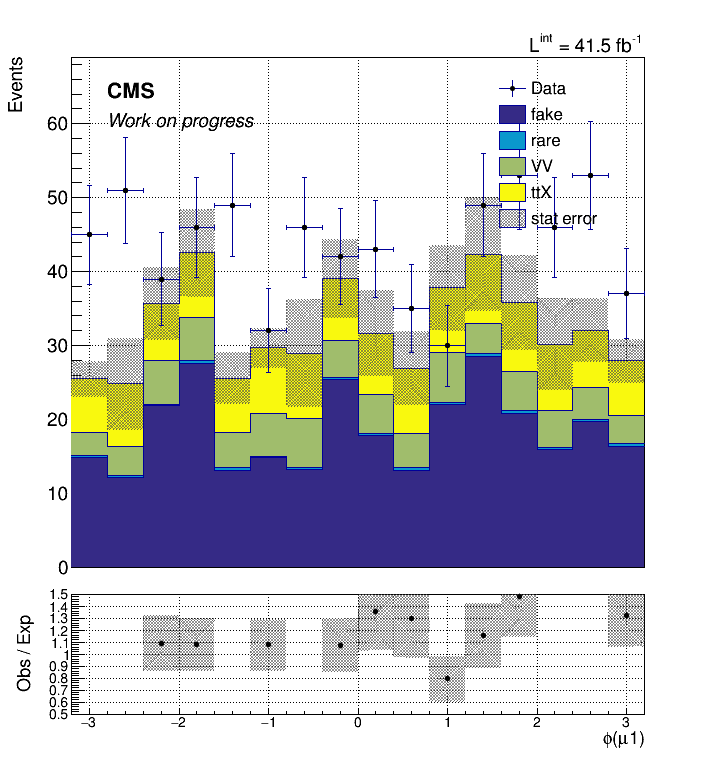 L^int = 41.5 fb^-1
Events
CMS
Work on progress
Data
fake
rare
VV
ttX
stat error
60
50
40
30
20
10
0
Obs / Exp
1.5
1.4
1.3
1.2
1.1
1
0.9
0.8
0.7
0.6
0.5
−3 −2 −1 0 1 2 3
ϕ(μ1)